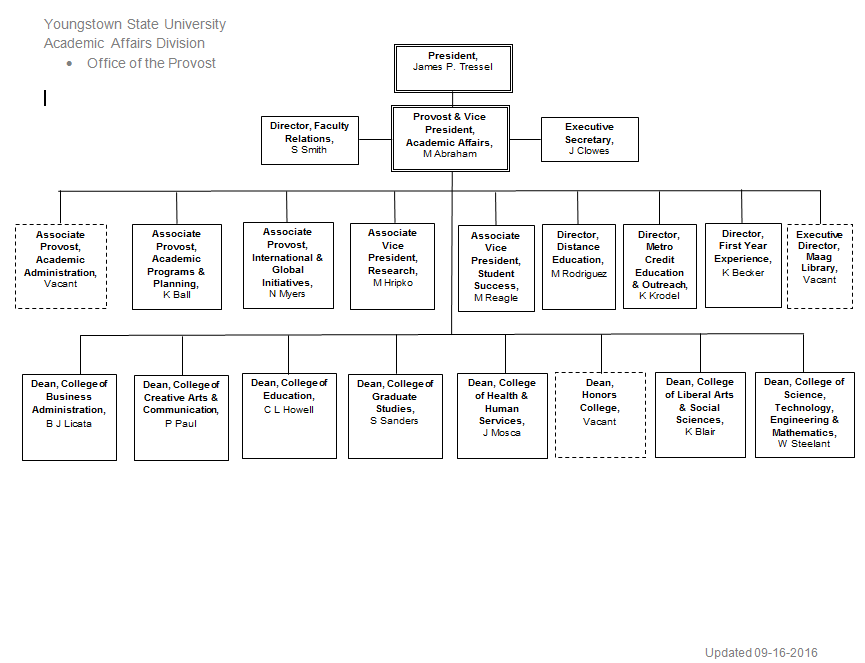 Youngstown State University
Academic Affairs Division
• Office of the Provost
President,
James P. Tressel
Director, Faculty
Relations,
S Smith
Provost & Vice
President,
Academic Affairs,
M Abraham
Executive
Secretary,
J Clowes
Associate
Provost,
Academic
Administration,
Vacant
Associate
Provost,
Academic
Programs &
Planning,
K Ball
Associate
Provost,
International &
Global
Initiatives,
N Myers
Associate
Vice
President,
Research,
M Hripko
Associate
Vice
President,
Student
Success,
M Reagle
Director,
Distance
Education,
M Rodriguez
Director,
Metro
Credit
Education
& Outreach,
K Krodel
Director,
First Year
Experience,
K Becker
Executive
Director,
Maag
Library,
Vacant
Dean, College of
Business
Administration,
B J Licata
Dean, College of
Creative Arts &
Communication,
P Paul
Dean, College of
Education,
C L Howell
Dean, College of
Graduate
Studies,
S Sanders
Dean, College
of Health &
Human
Services,
J Mosca
Dean,
Honors
College,
Vacant
Dean, College
of Liberal Arts
& Social
Sciences,
K Blair
Dean, College of
Science,
Technology,
Engineering &
Mathematics,
W Steelant
Updated 09-16-2016